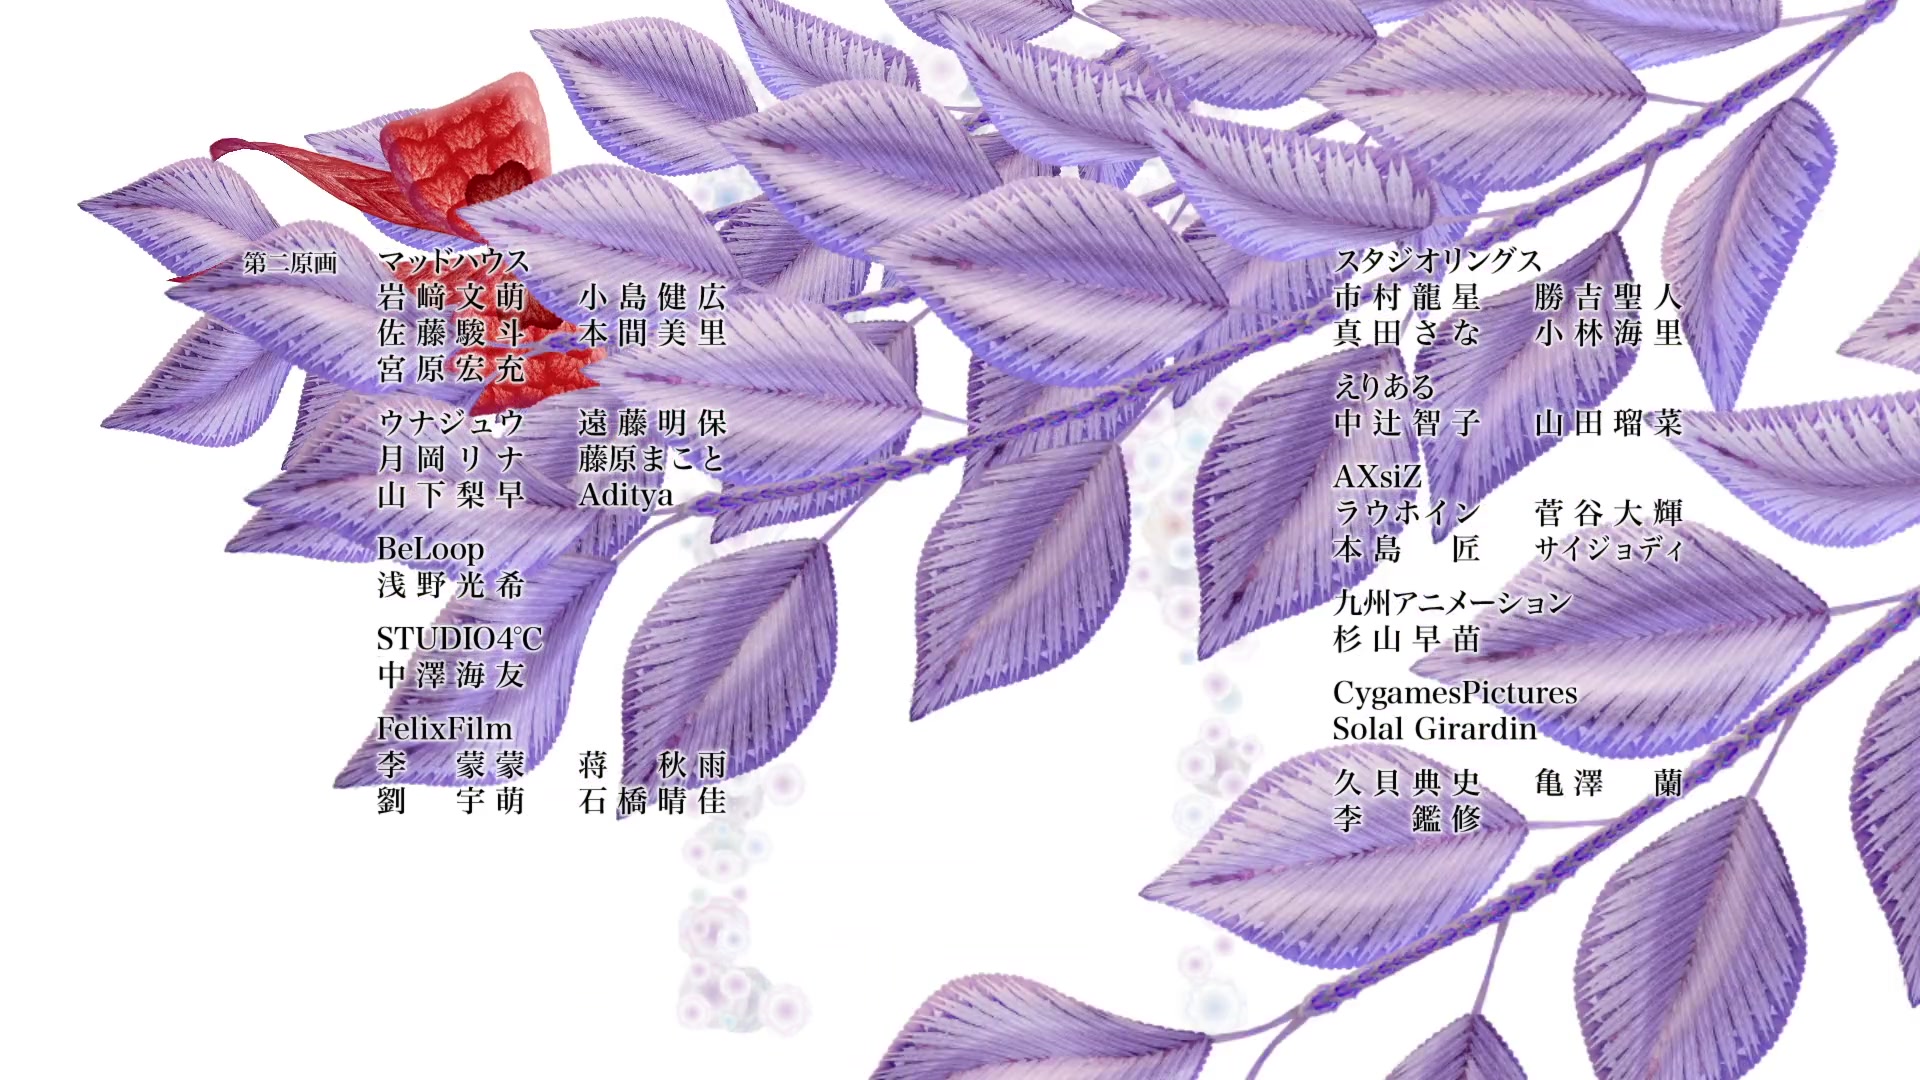 第二原画 マッドハウス
岩﨑文萌 小島健広
佐藤駿斗 本間美里
宮原宏充
ウナジュウ 遠藤明保
月岡リナ 藤原まこと
山下梨早 Aditya
BeLoop
浅野光希
STUDIO4℃
中澤海友
FelixFilm
李 蒙蒙 蒋 秋雨
劉 宇萌 石橋晴佳
スタジオリングス
市村龍星 勝吉聖人
真田さな 小林海里
えりある
中辻智子 山田瑠菜
AXsiZ
ラウホイン 菅谷大輝
本島 匠 サイジョディ
九州アニメーション
杉山早苗
CygamesPictures
Solal Girardin
久貝典史 亀澤 蘭
李 鑑修